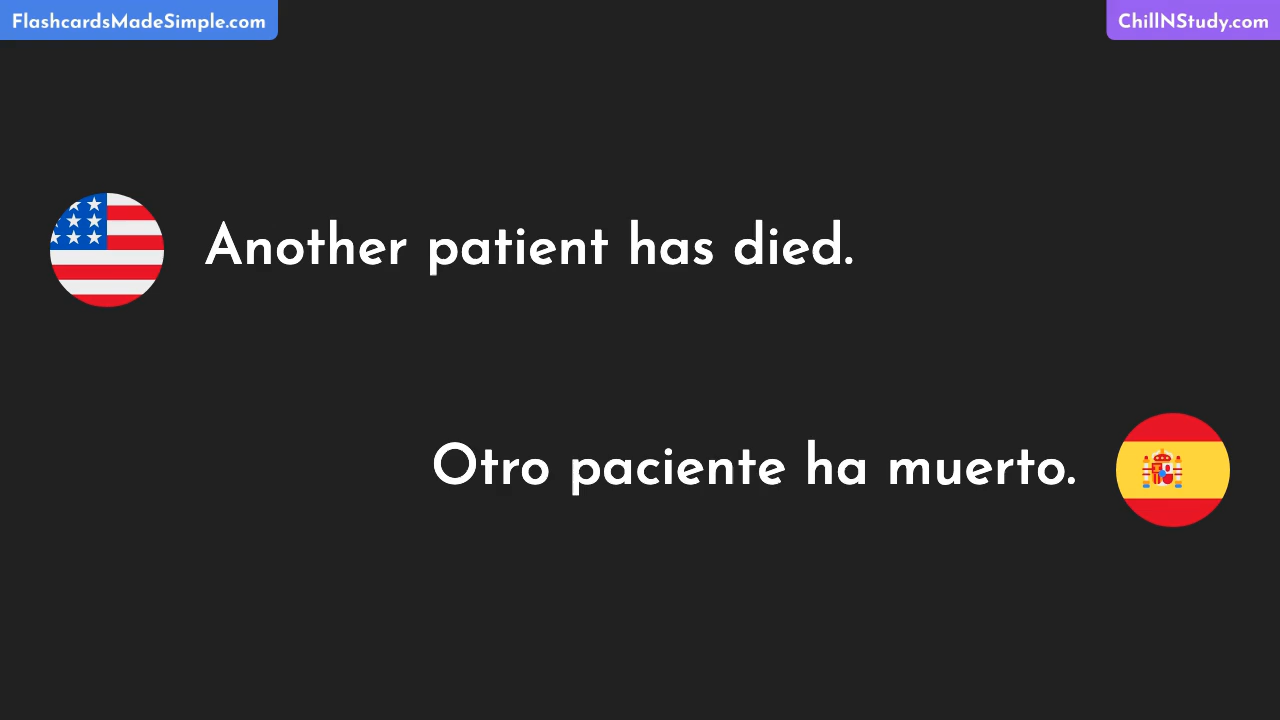 FlashcardsMadeSimple.com
ChillNStudy.com
Another patient has died.
Otro paciente ha muerto.